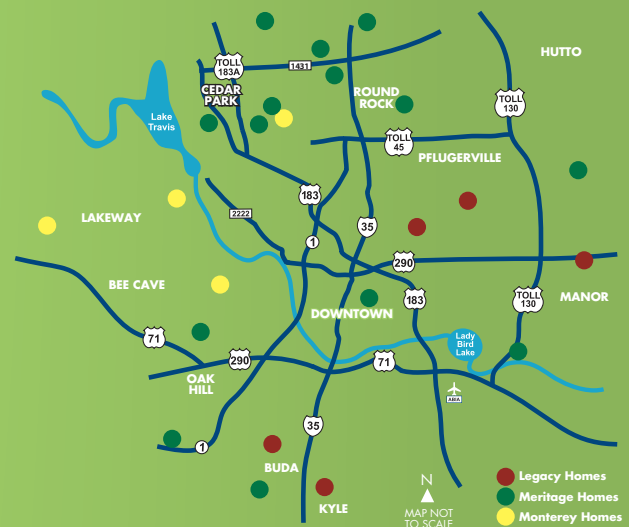 HUTTO
TOLL
183A
1431
CEDAR
PARK
ROUND
ROCK
TOLL
130
Lake
Travis
TOLL
45
PFLUGERVILLE
183
LAKEWAY
2222
35
1
290
BEE CAVE
183
TOLL
130
MANOR
DOWNTOWN
71
Lady
Bird
Lake
290
71
OAK
HILL
ABIA
35
1
BUDA
KYLE
N
MAP NOT
TO SCALE
Legacy Homes
Meritage Homes
Monterey Homes